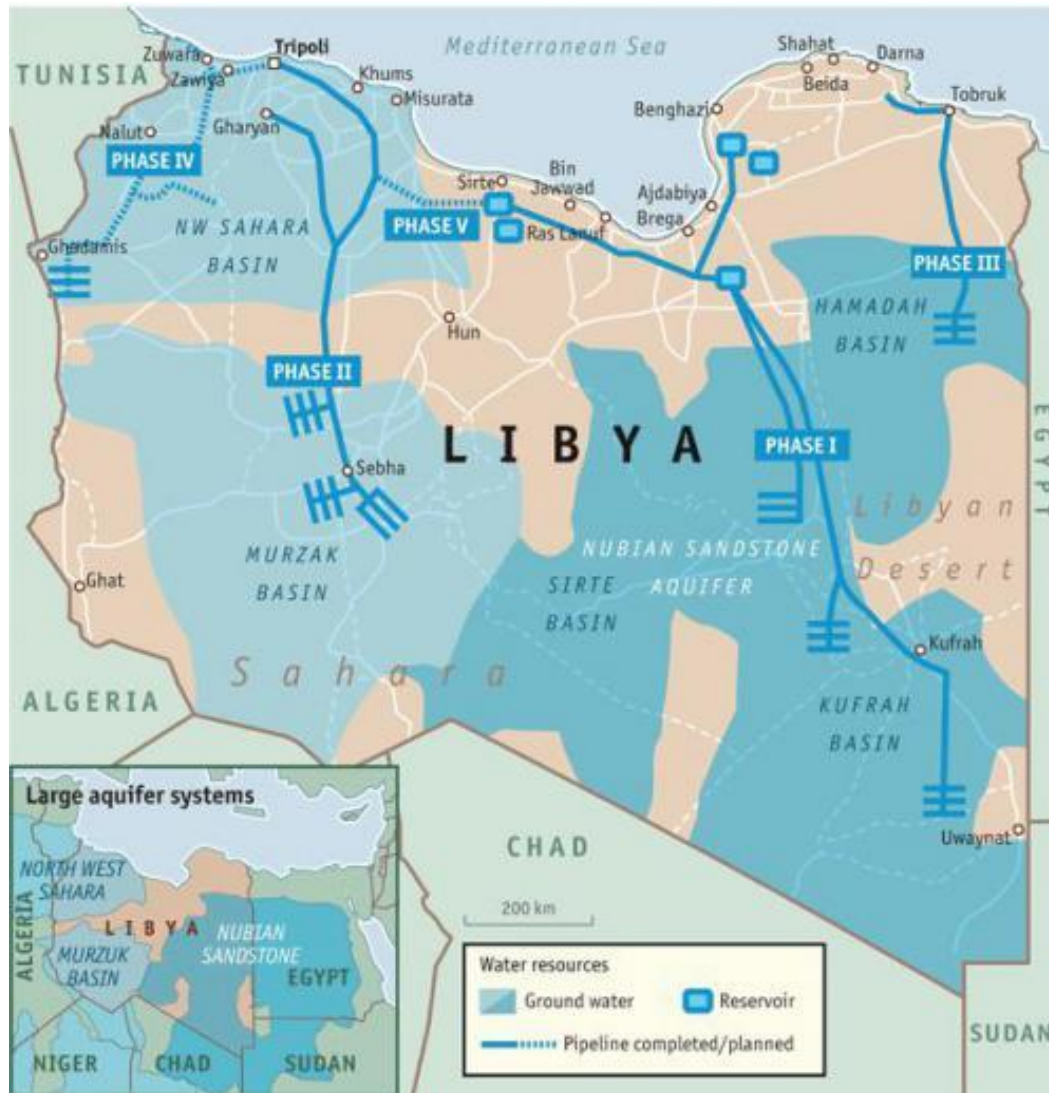 Mediterranean Sea
TUNISIA
Zuwafa
Zawiya
Tripoli
Khums
Misurata
Gharyan
Nalut
PHASE IV
Shahat
Darna
Beida
Benghazi
Tobruk
Sirte
Bin
Jawwad
Ajdabiya
Brega
Ras Lanuf
PHASE V
NW SAHARA
BASIN
Ghadamis
PHASE III
HAMADAH
BASIN
Hun
PHASE II
LIBYA
PHASE I
EGYPT
Sebha
Libyan
Desert
MURZAK
BASIN
NUBIAN SANDSTONE
AQUIFER
SIRTE
BASIN
Ghat
Sahara
Kufrah
KUFRAH
BASIN
ALGERIA
Uwaynat
CHAD
SUDAN
Large aquifer systems
NORTH WEST
SAHARA
ALGERIA
LIBYA
MURZUK
BASIN
NUBIAN
SANDSTONE
EGYPT
NIGER
CHAD
SUDAN
200 km
Water resources
Ground water
Reservoir
Pipeline completed/planned